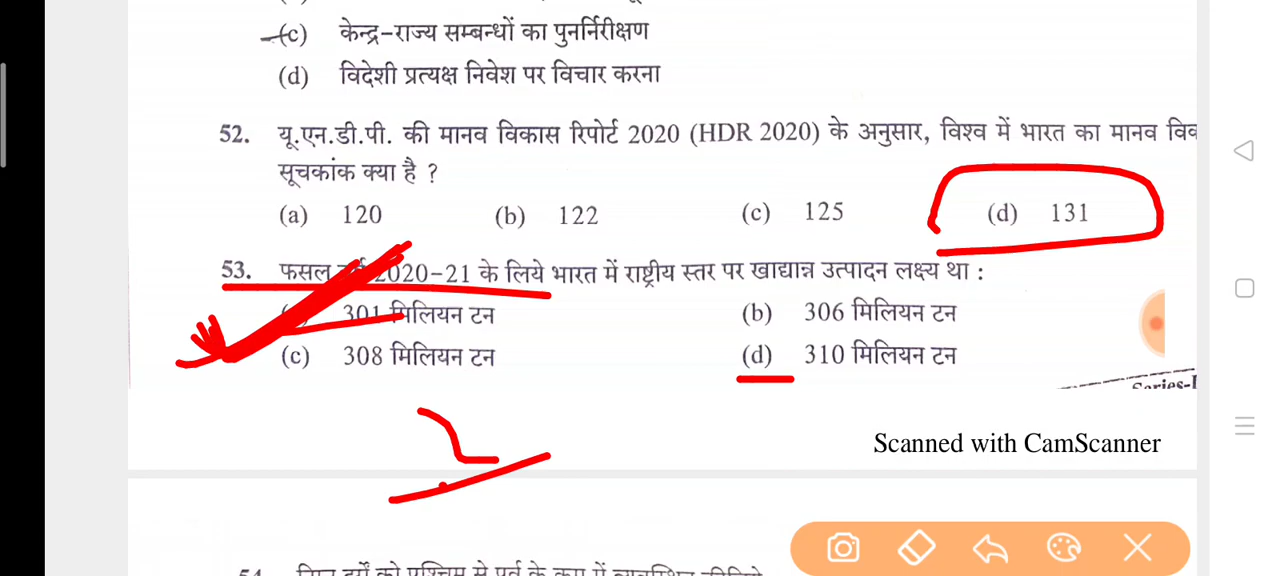 (c) केन्द्र-राज्य सम्बन्धों का पुनर्निरीक्षण
(d) विदेशी प्रत्यक्ष निवेश पर विचार करना
52. यू.एन.डी.पी. की मानव विकास रिपोर्ट 2020 (HDR 2020) के अनुसार, विश्व में भारत का मानव
सूचकांक क्या है ?
(a) 120 (b) 122 (c) 125 (d) 131
53. फसल 2020-21 के लिये भारत में राष्ट्रीय स्तर पर खाद्यान्न उत्पादन लक्ष्य था :
301 मिलियन टन (b) 306 मिलियन टन
(c) 308 मिलियन टन (d) 310 मिलियन टन
Scanned with CamScanner